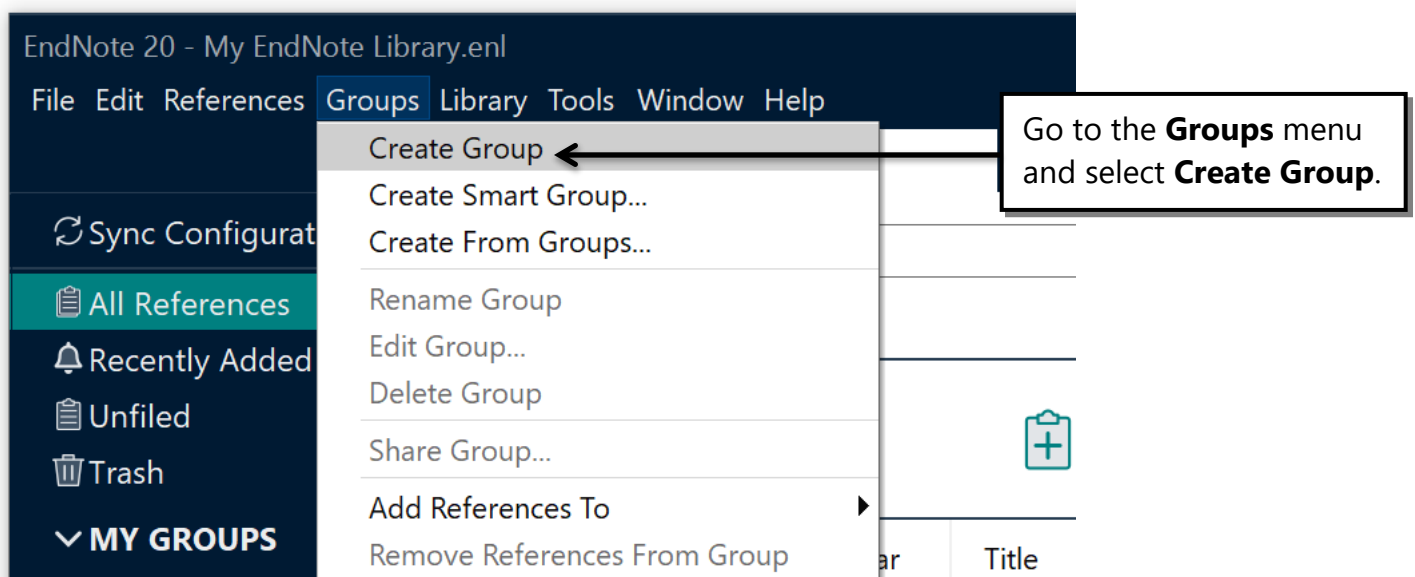 EndNote 20 - My EndNote Library.enl
File Edit References Groups Library Tools Window Help
Create Group
Go to the Groups menu
and select Create Group.
Create Smart Group...
Sync Configurat
Create From Groups...
All References
Rename Group
Recently Added
Edit Group...
Unfiled
Delete Group
Trash
Share Group...
MY GROUPS
Add References To
Remove References From Group
ar
Title